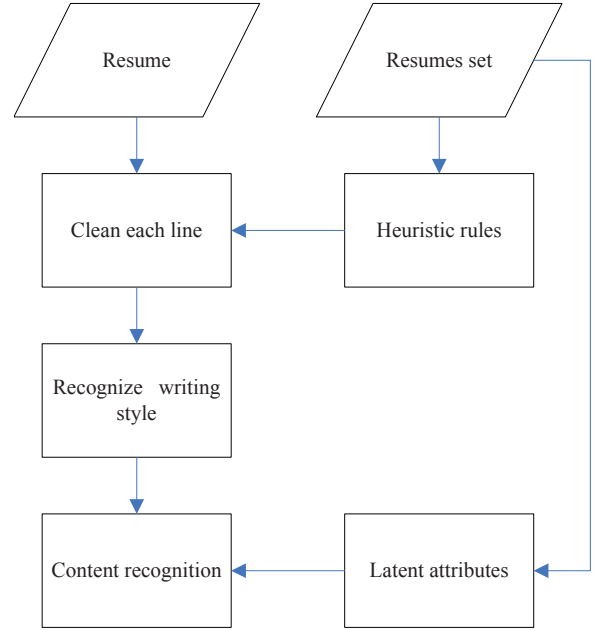 Resume
Resumes set
Clean each line
Heuristic rules
Recognize writing
style
Content recognition
Latent attributes